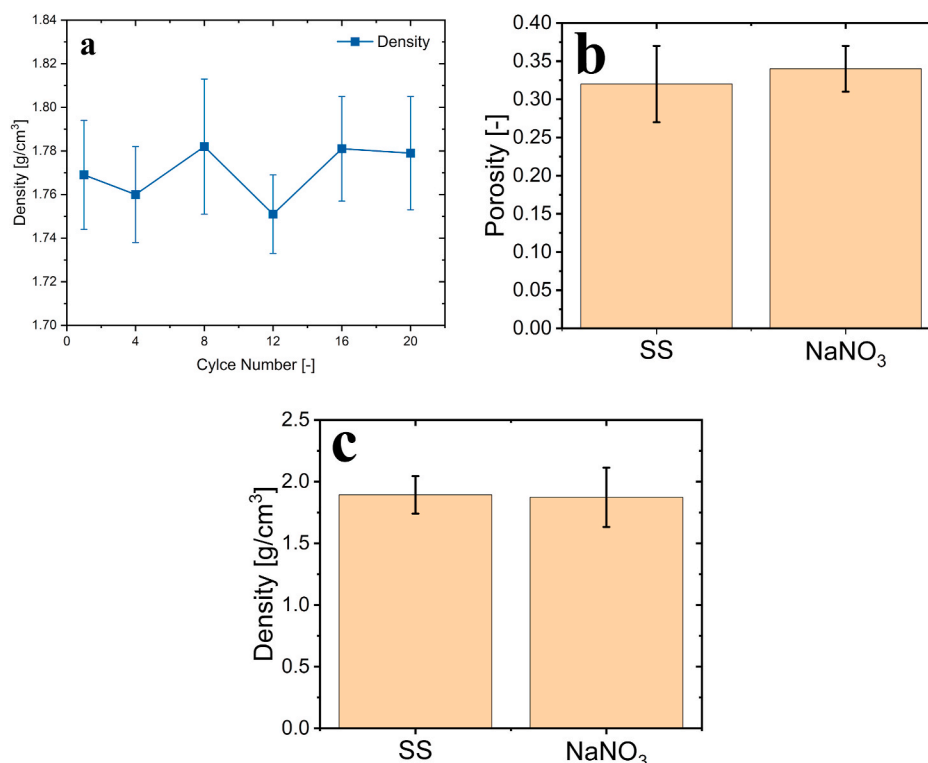 a
Density
Density [g/cm³]
1.84
1.82
1.80
1.78
1.76
1.74
1.72
1.70
0 4 8 12 16 20
Cylce Number [-]
b
Porosity [-]
0.40
0.35
0.30
0.25
0.20
0.15
0.10
0.05
0.00
SS NaNO₃
c
Density [g/cm³]
2.5
2.0
1.5
1.0
0.5
0.0
SS NaNO₃